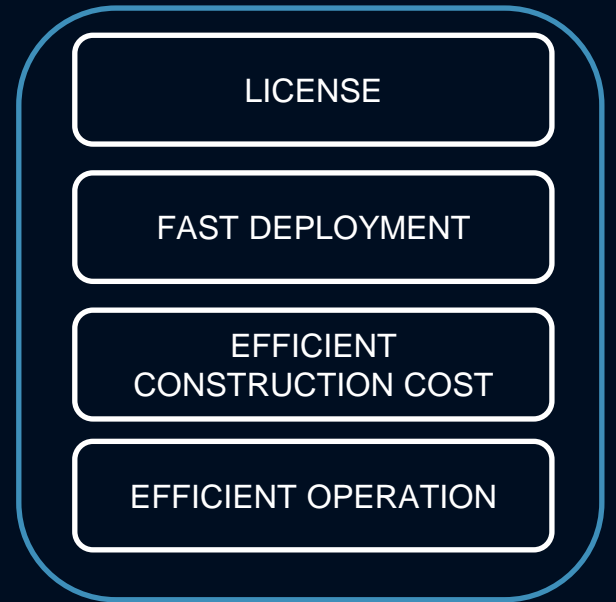 LICENSE
FAST DEPLOYMENT
EFFICIENT
CONSTRUCTION COST
EFFICIENT OPERATION